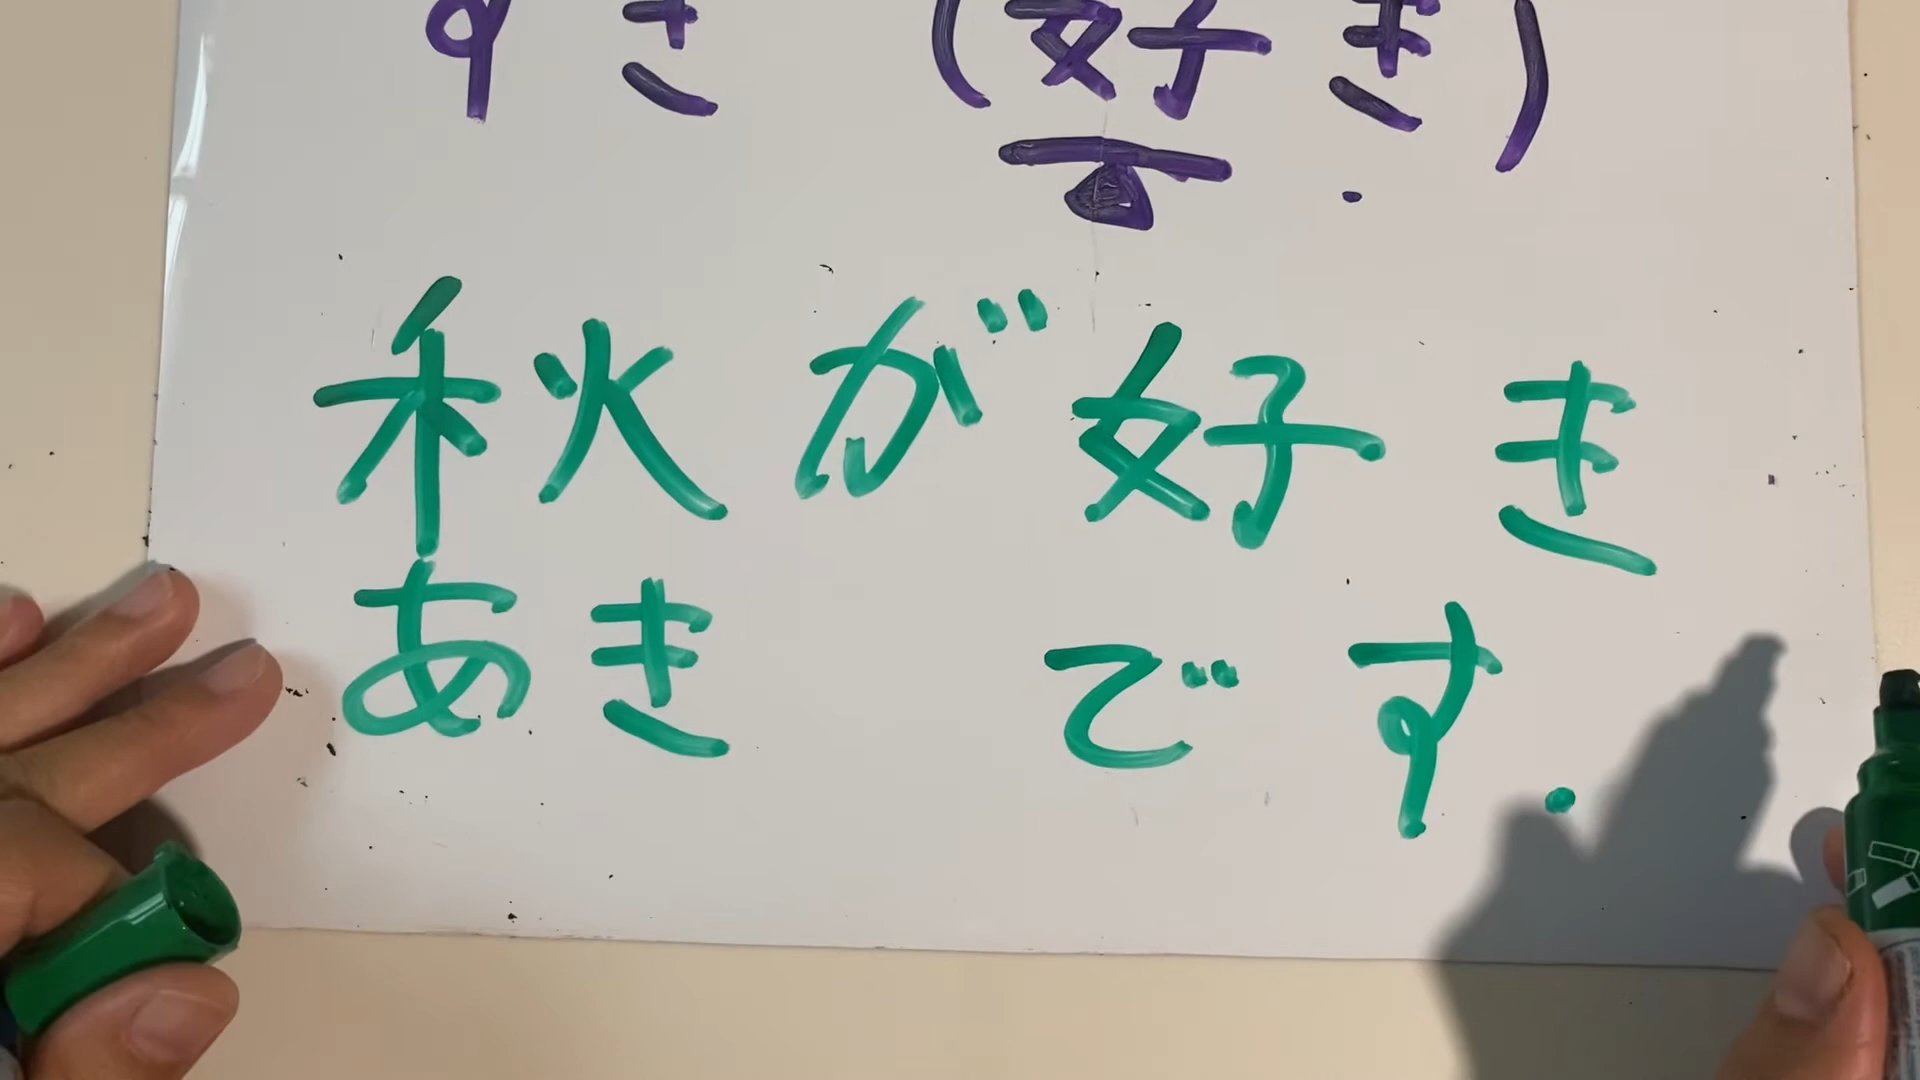 すき (好き)
秋が好き
あき です.